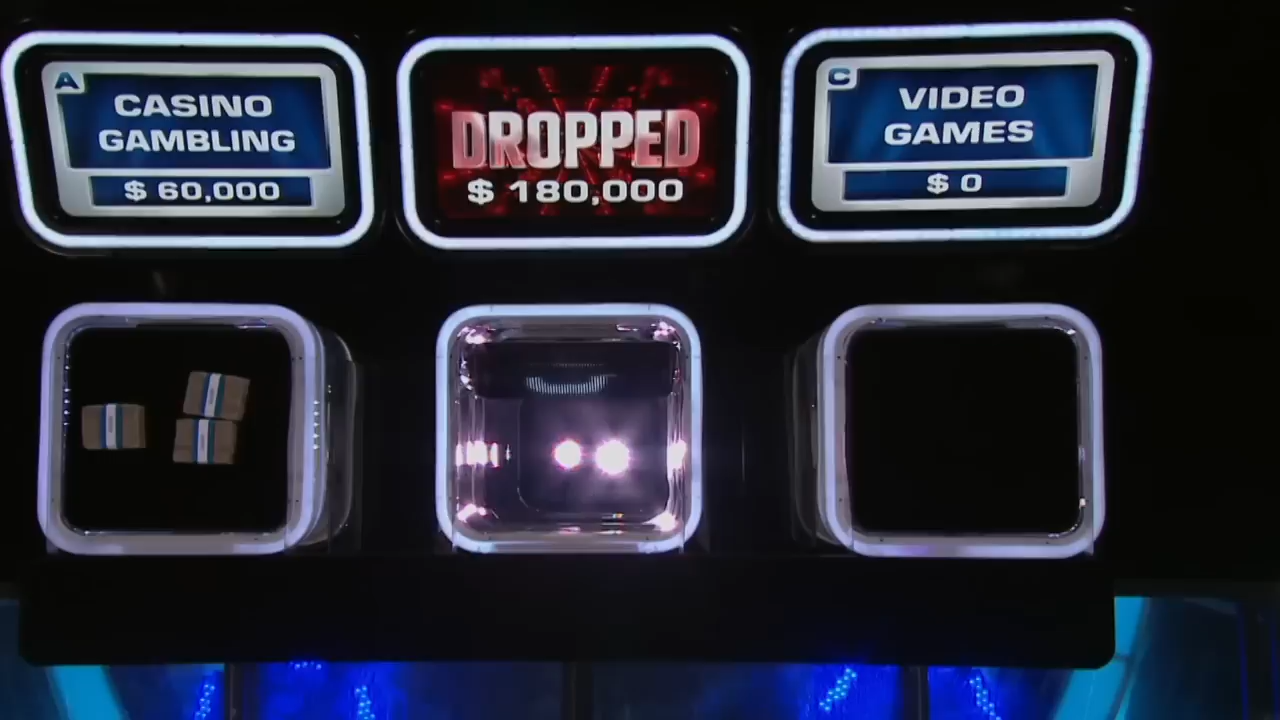 A
CASINO
GAMBLING
$ 60,000
DROPPED
$ 180,000
C
VIDEO
GAMES
$ 0